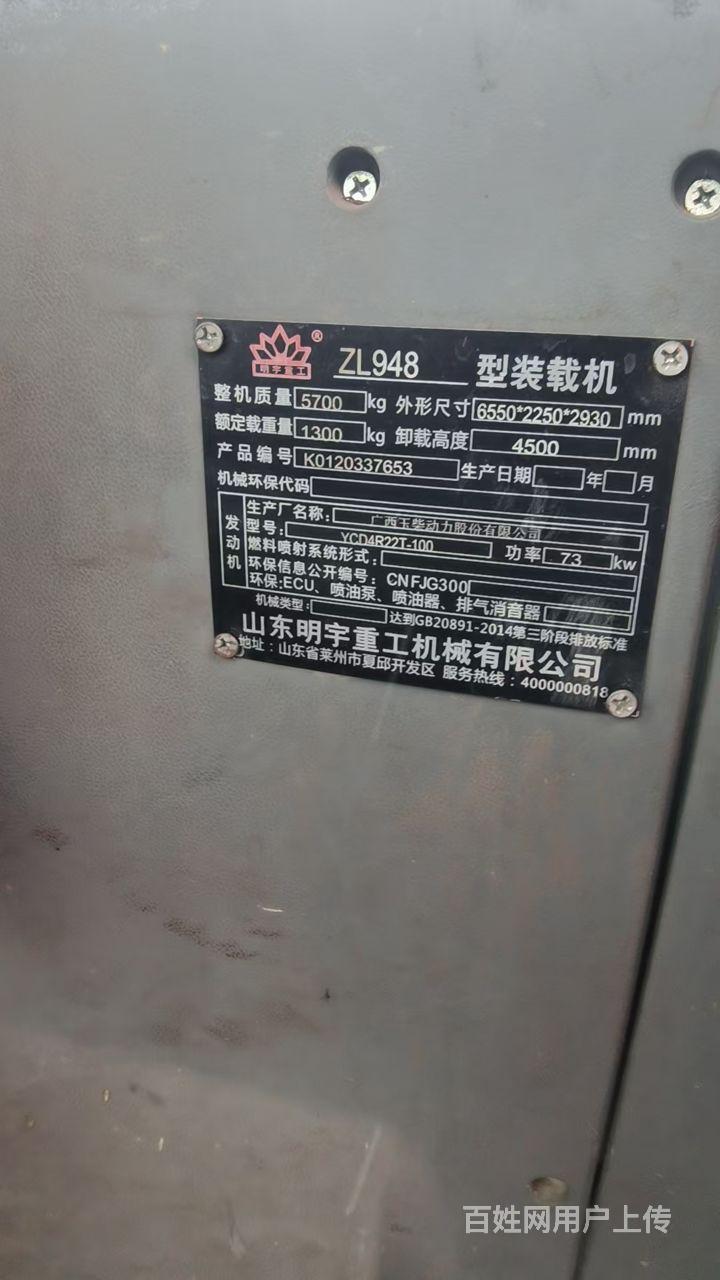 明宇重工 ® ZL948 型装载机
整机质量 5700 kg 外形尺寸 6550*2250*2930 mm
额定载重量 1300 kg 卸载高度 4500 mm
产品编号 K0120337653 生产日期 年 月
机械环保代码
发动机
生产厂名称: 广西玉柴动力股份有限公司
型号: YCD4R22T-100 功率 73 kw
燃料喷射系统形式:
环保信息公开编号: CNFJG300
环保:ECU、喷油泵、喷油器、排气消音器
机械类型: 达到GB20891-2014第三阶段排放标准
山东明宇重工机械有限公司
地址:山东省莱州市夏邱开发区 服务热线:4000000818
百姓网用户上传